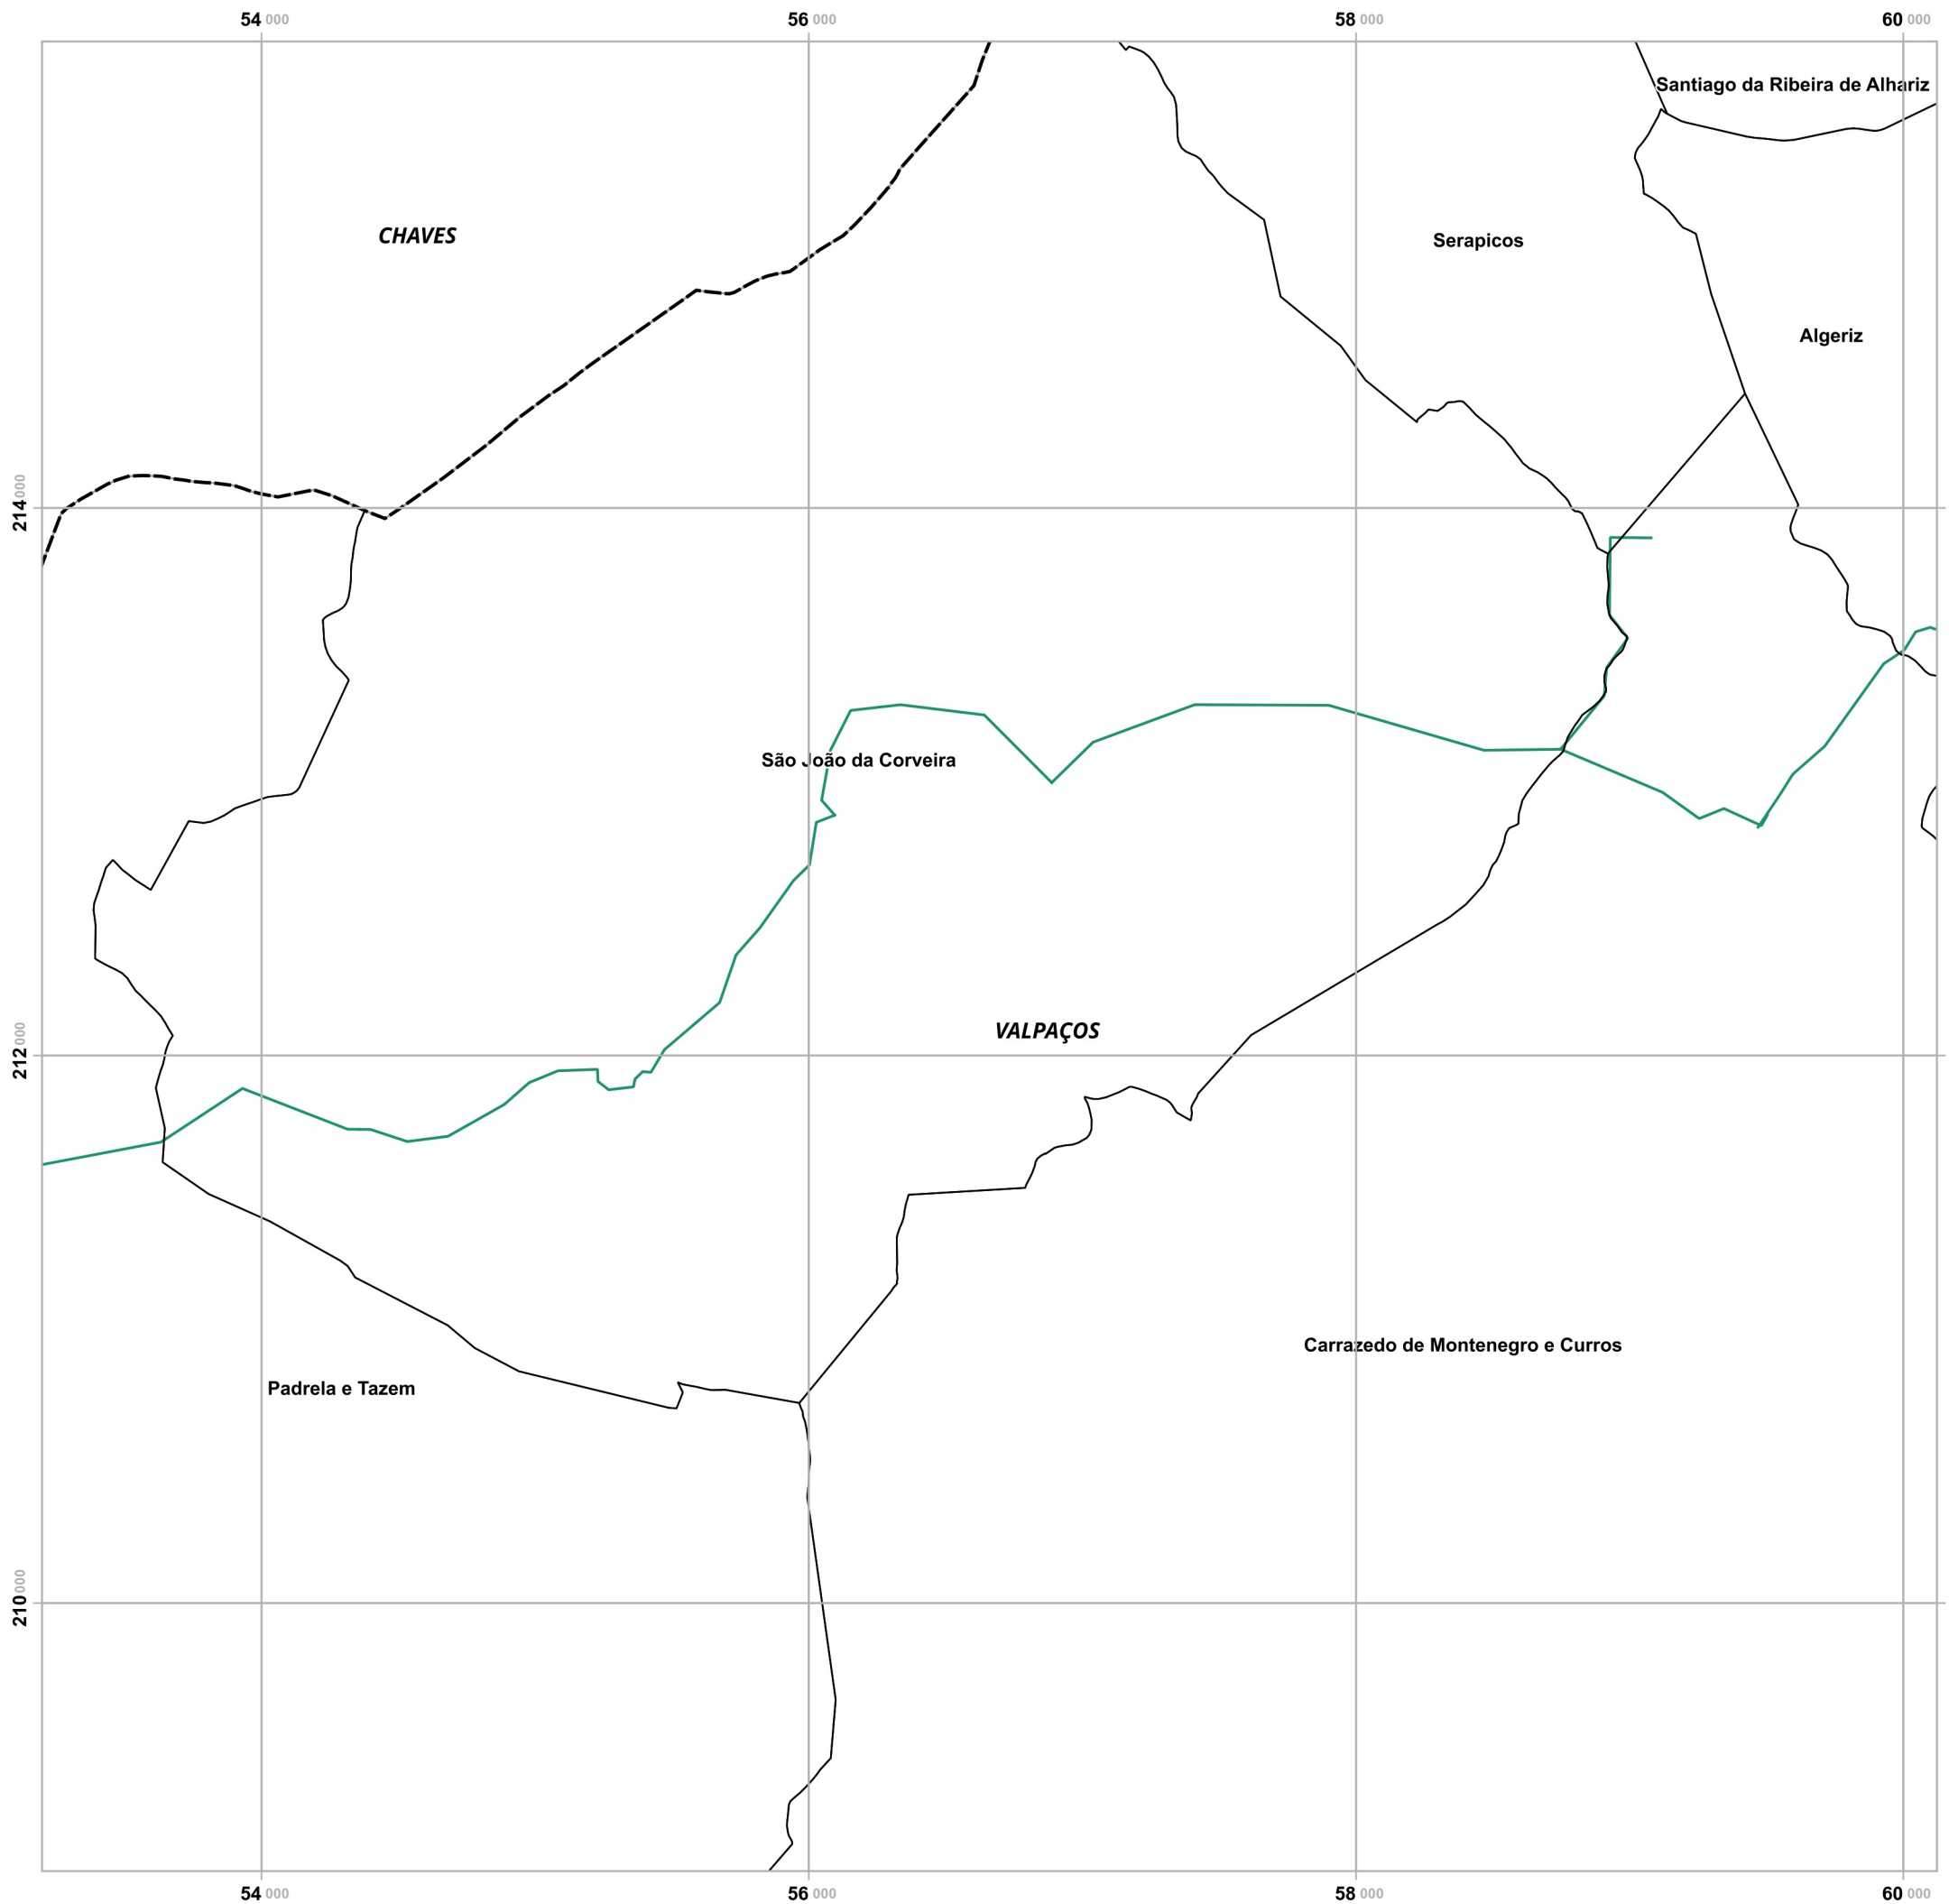 54 000
56 000
58 000
60 000
Santiago da Ribeira de Alhariz
CHAVES
Serapicos
Algeriz
214 000
São João da Corveira
VALPAÇOS
212 000
Carrazedo de Montenegro e Curros
Padrela e Tazem
210 000
54 000
56 000
58 000
60 000